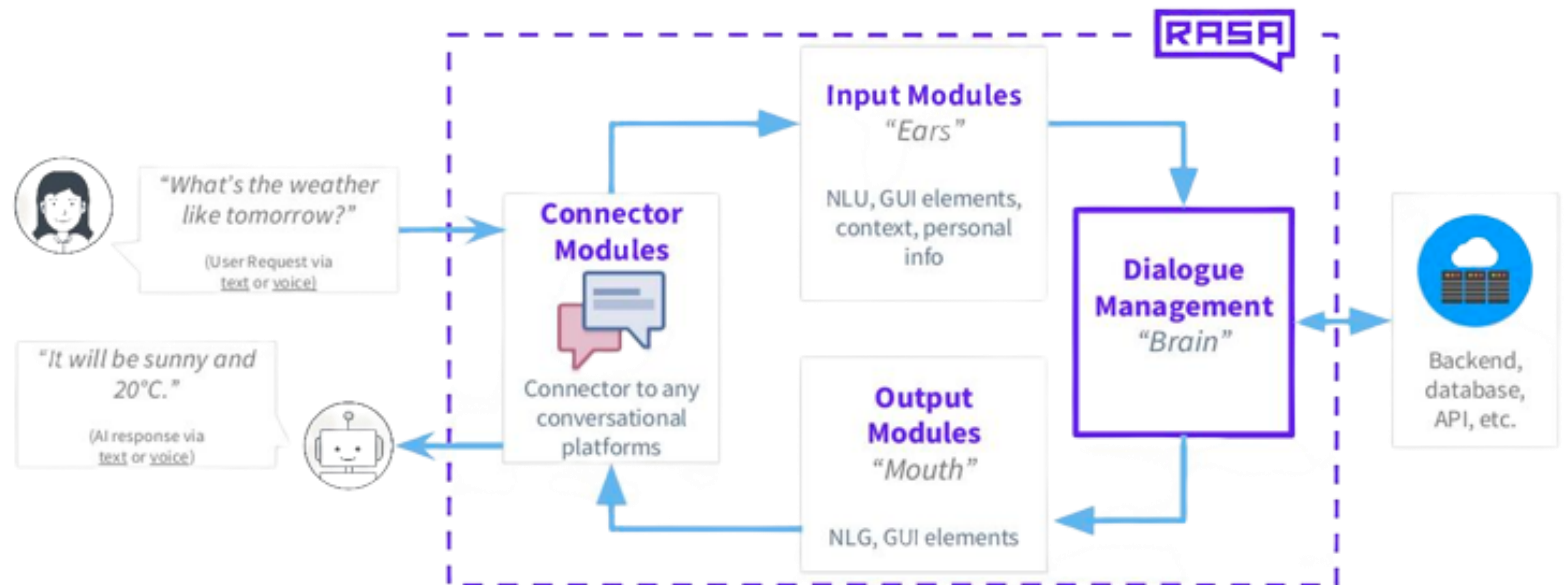 RASA
Input Modules
“Ears”
NLU, GUI elements,
context, personal
info
“What's the weather
like tomorrow?”
(User Request via
text or voice)
Connector
Modules
Connector to any
conversational
platforms
Dialogue
Management
“Brain”
Backend,
database,
API, etc.
“It will be sunny and
20°C.”
(AI response via
text or voice)
Output
Modules
“Mouth”
NLG, GUI elements